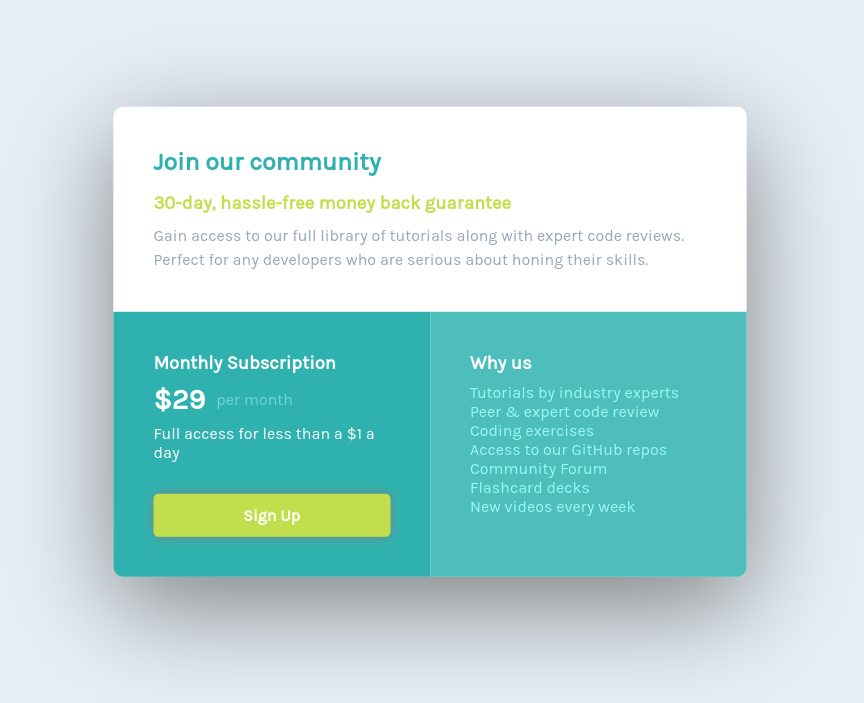 Join our community
30-day, hassle-free money back guarantee
Gain access to our full library of tutorials along with expert code reviews.
Perfect for any developers who are serious about honing their skills.
Monthly Subscription
$29 per month
Full access for less than a $1 a
day
Sign Up
Why us
Tutorials by industry experts
Peer & expert code review
Coding exercises
Access to our GitHub repos
Community Forum
Flashcard decks
New videos every week